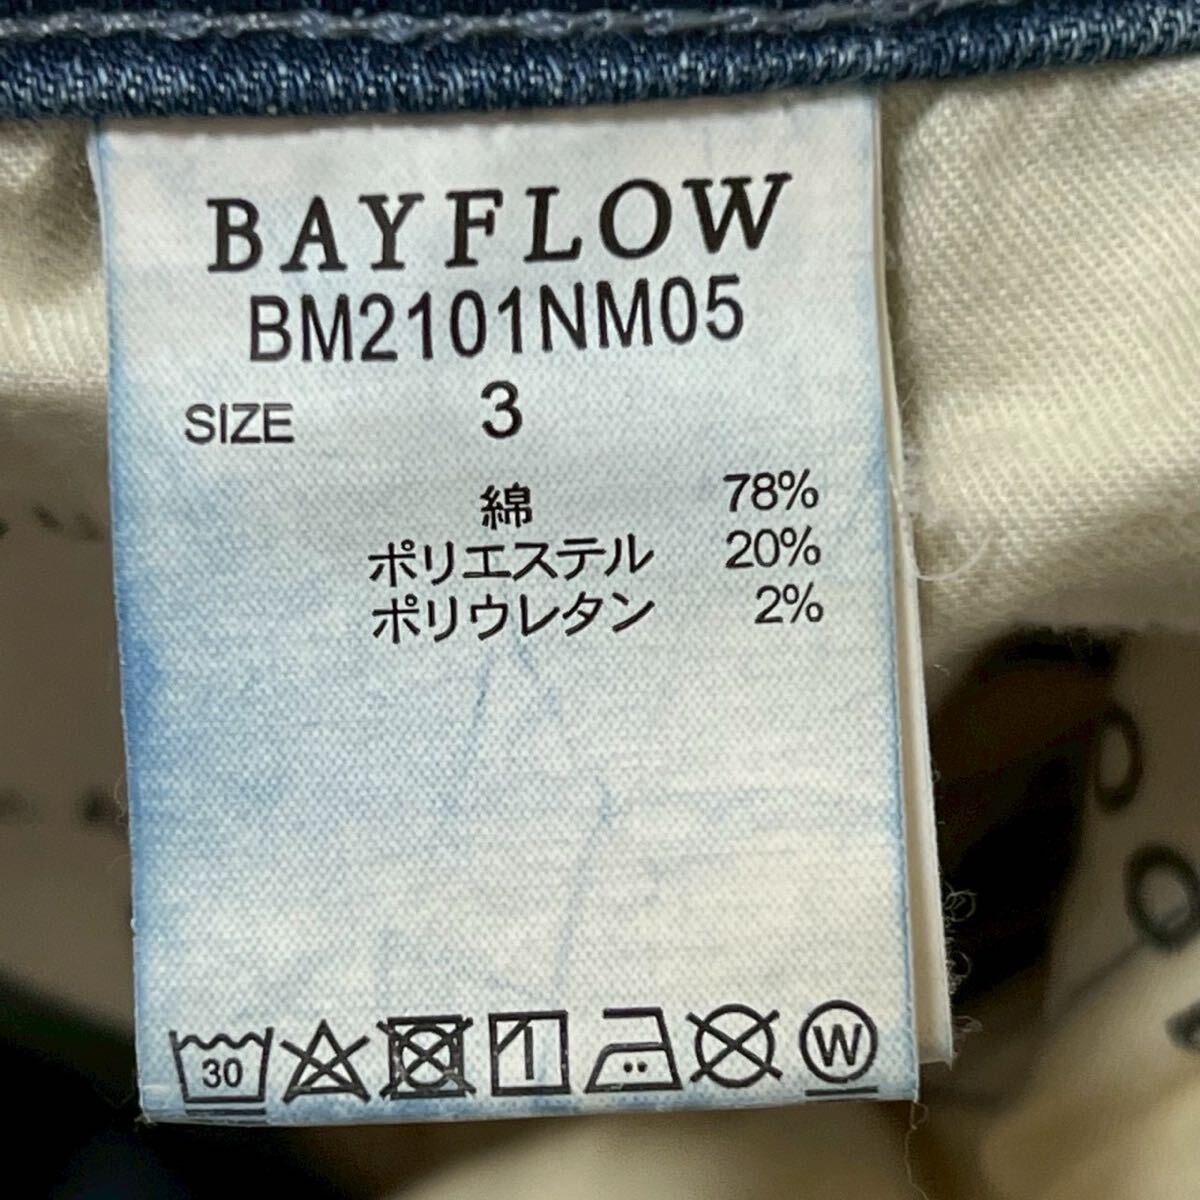 BAYFLOW
BM2101NM05
SIZE 3
綿 78%
ポリエステル 20%
ポリウレタン 2%
30 W